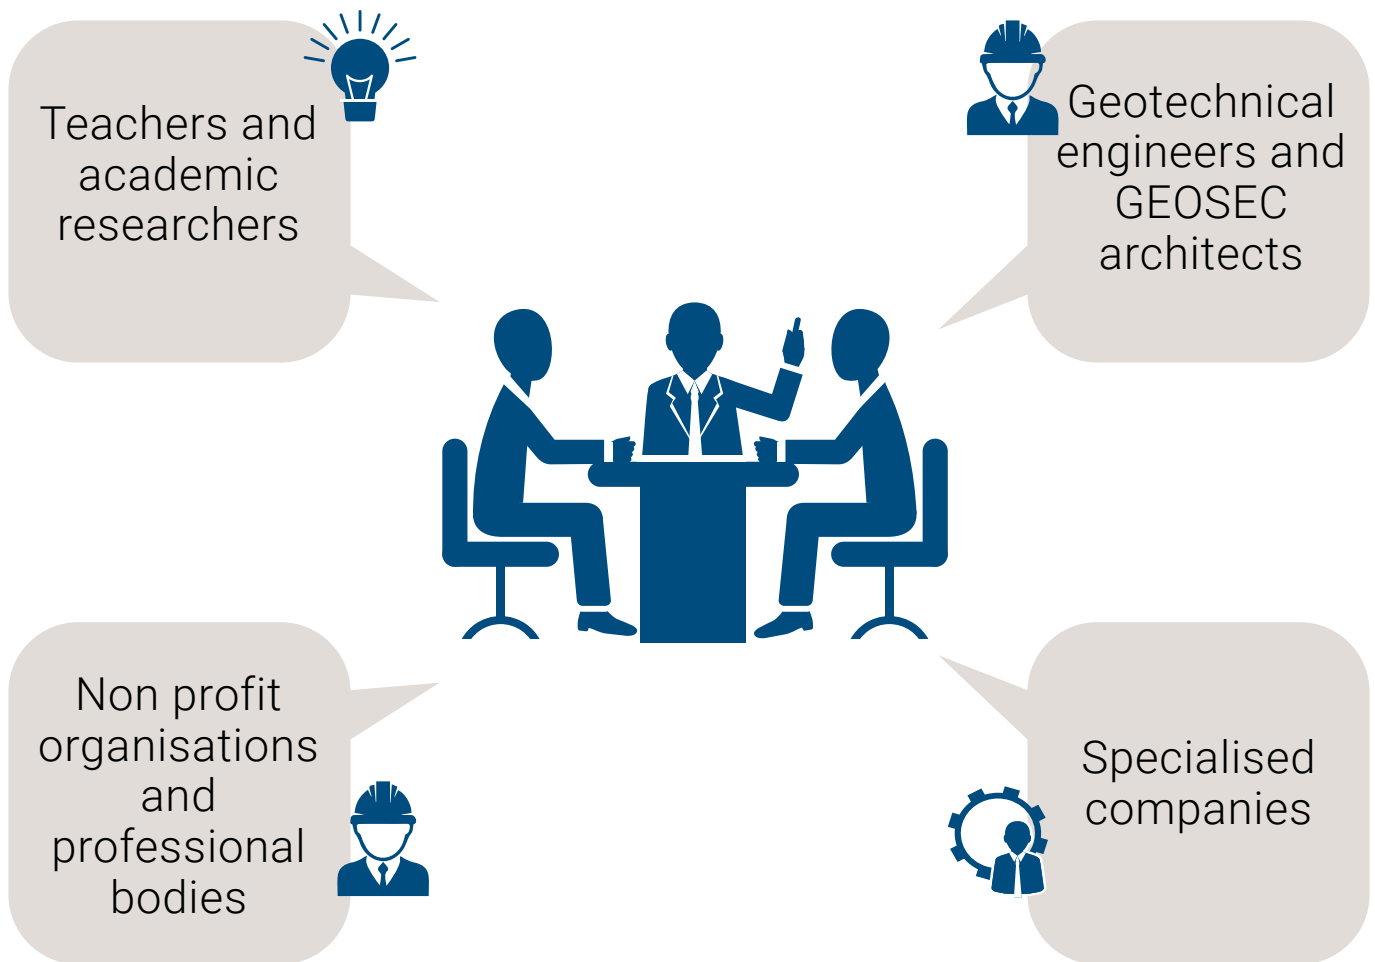 Teachers and
academic
researchers
Geotechnical
engineers and
GEOSEC
architects
Non profit
organisations
and
professional
bodies
Specialised
companies